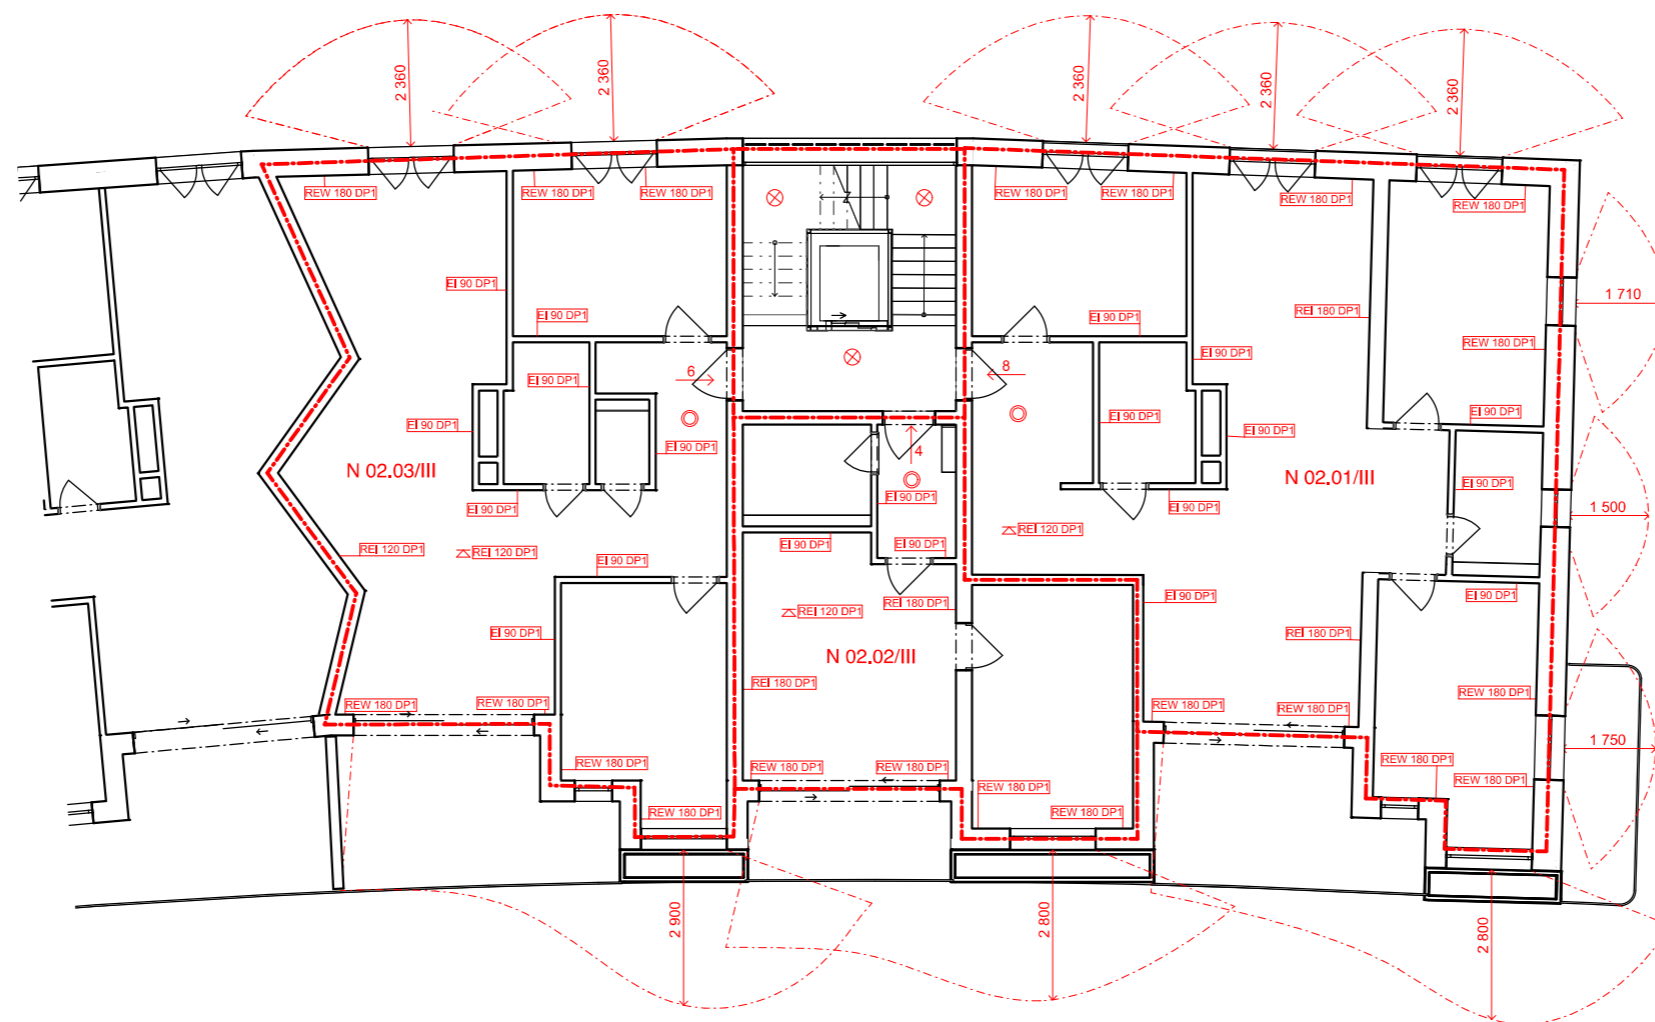 2 360
2 360
2 360
2 360
2 360
REW 180 DP1
REW 180 DP1
REW 180 DP1
REW 180 DP1
REW 180 DP1
REW 180 DP1
REW 180 DP1
EI 90 DP1
EI 90 DP1
EI 90 DP1
REI 180 DP1
1 710
REW 180 DP1
EI 90 DP1
EI 90 DP1
6
8
EI 90 DP1
EI 90 DP1
EI 90 DP1
EI 90 DP1
EI 90 DP1
4
N 02.03/III
N 02.01/III
EI 90 DP1
EI 90 DP1
EI 90 DP1
EI 90 DP1
1 500
REI 120 DP1
REI 120 DP1
REI 120 DP1
EI 90 DP1
EI 90 DP1
EI 90 DP1
EI 90 DP1
EI 90 DP1
REI 180 DP1
REI 120 DP1
EI 90 DP1
REI 180 DP1
N 02.02/III
REI 180 DP1
REW 180 DP1
REW 180 DP1
REW 180 DP1
REW 180 DP1
REW 180 DP1
1 750
REW 180 DP1
REW 180 DP1
REW 180 DP1
REW 180 DP1
REW 180 DP1
REW 180 DP1
REW 180 DP1
REW 180 DP1
2 900
2 800
2 800